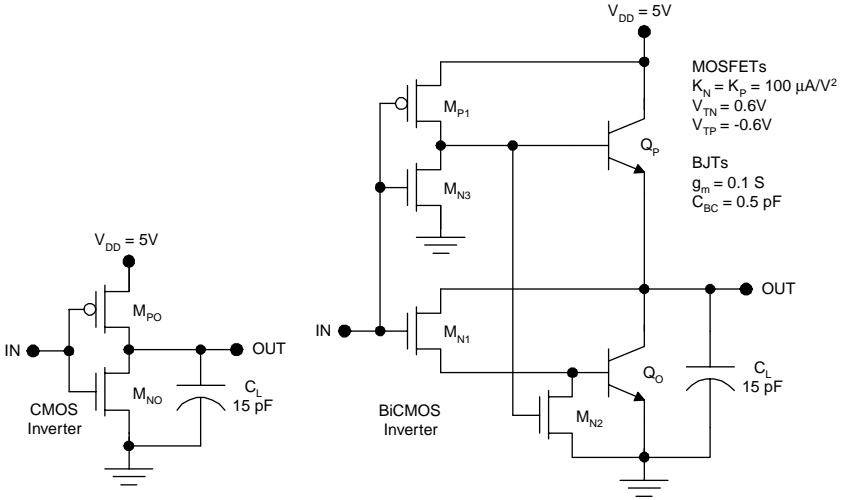 V_DD = 5V
MOSFETs
K_N = K_P = 100 μA/V²
V_TN = 0.6V
V_TP = -0.6V
BJTs
g_m = 0.1 S
C_BC = 0.5 pF
M_P1
Q_P
M_N3
V_DD = 5V
M_PO
IN
OUT
M_NO
C_L
15 pF
CMOS
Inverter
OUT
IN
M_N1
Q_O
C_L
15 pF
M_N2
BiCMOS
Inverter